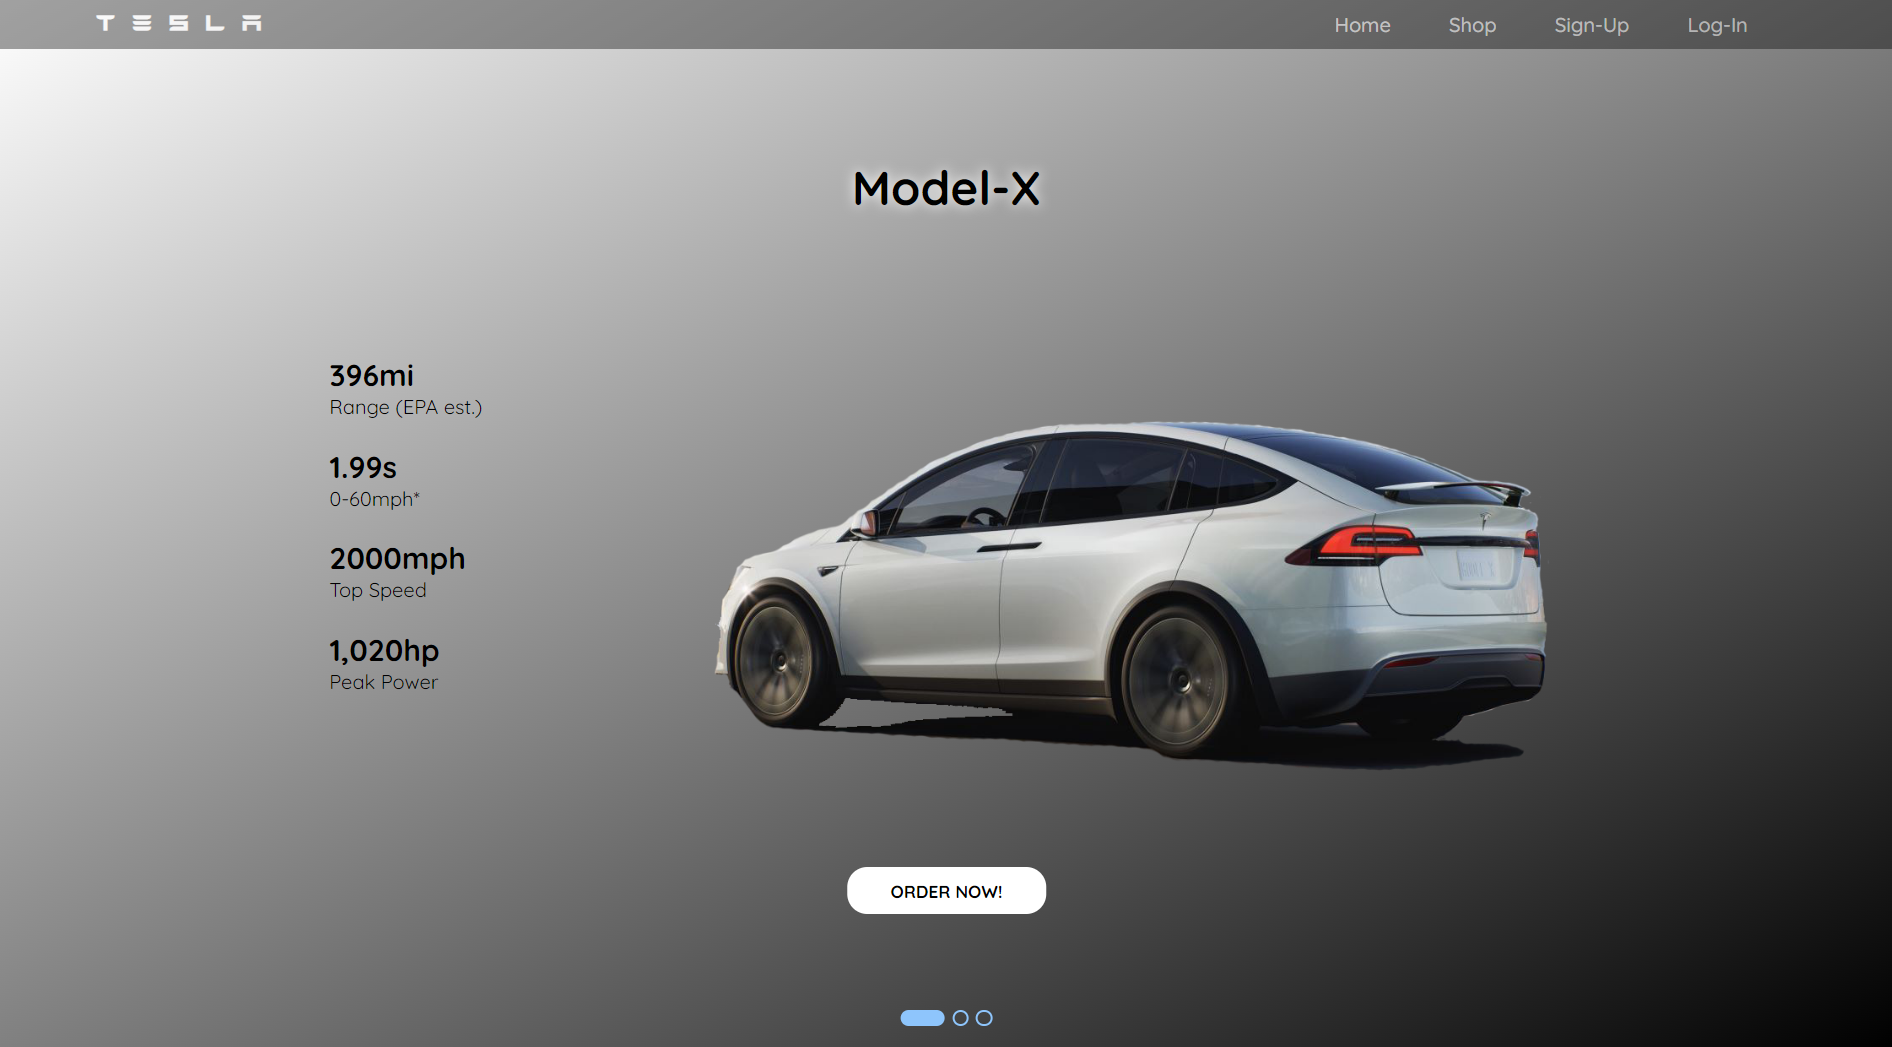 TESLA
Home Shop Sign-Up Log-In
Model-X
396mi
Range (EPA est.)
1.99s
0-60mph*
2000mph
Top Speed
1,020hp
Peak Power
ORDER NOW!